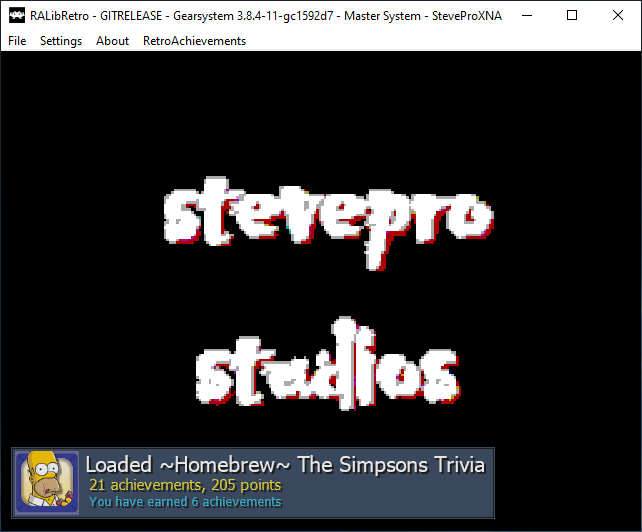 RALibRetro - GITRELEASE - Gearsystem 3.8.4-11-gc1592d7 - Master System - SteveProXNA
File Settings About RetroAchievements
stevepro
studios
Loaded ~Homebrew~ The Simpsons Trivia
21 achievements, 205 points
You have earned 6 achievements